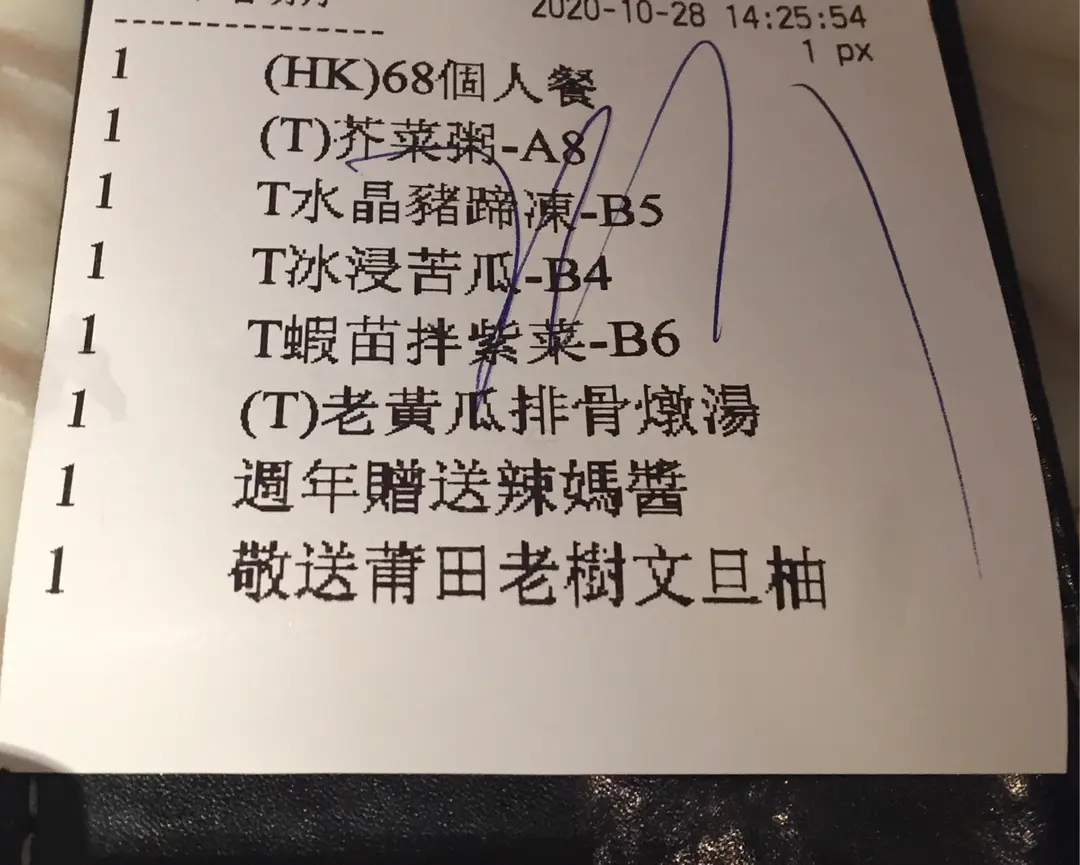 2020-10-28 14:25:54
1 px
1 (HK)68個人餐
1 (T)芥菜粥-A8
1 T水晶豬蹄凍-B5
1 T冰浸苦瓜-B4
1 T蝦苗拌紫菜-B6
1 (T)老黃瓜排骨燉湯
1 週年贈送辣媽醬
1 敬送莆田老樹文旦柚